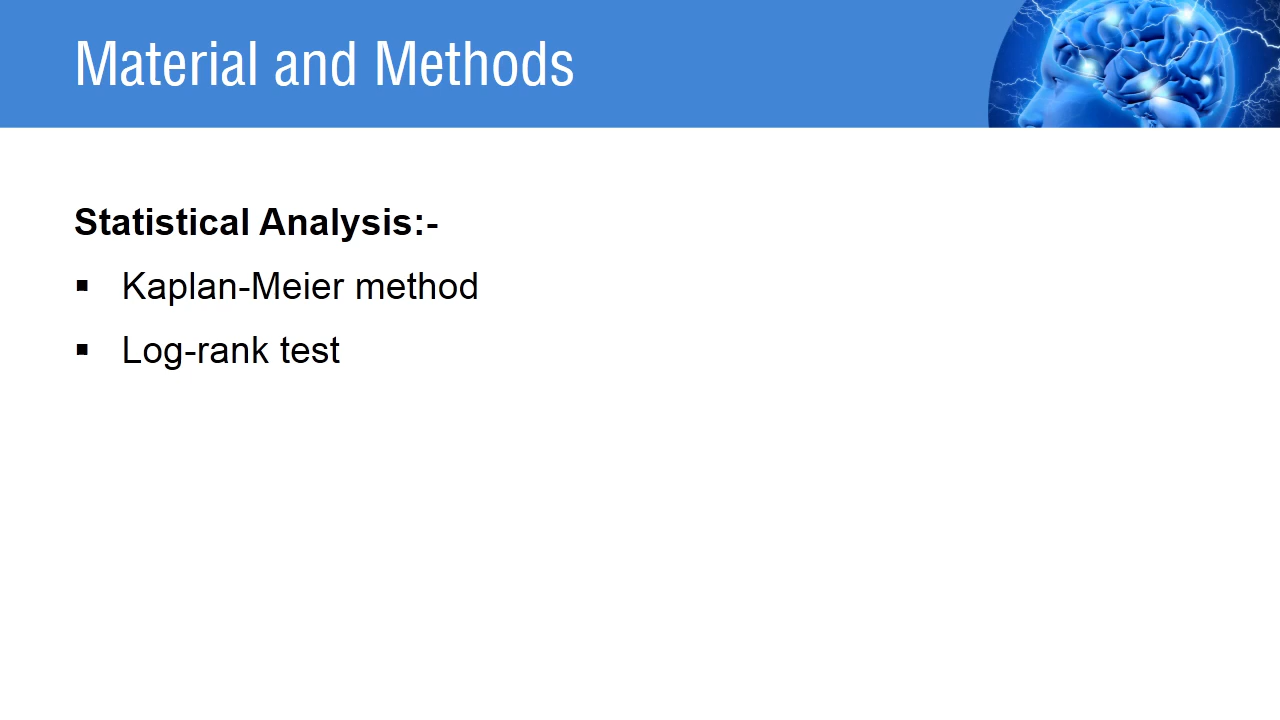 Material and Methods
Statistical Analysis:-
▪ Kaplan-Meier method
▪ Log-rank test